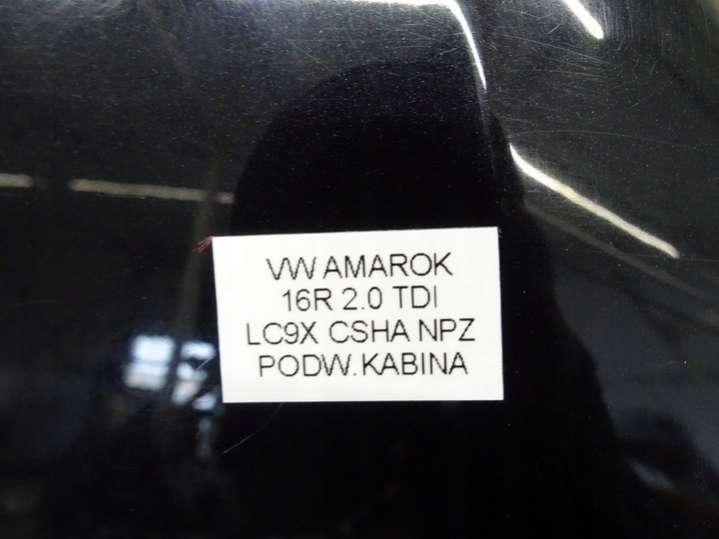 VW AMAROK
16R 2.0 TDI
LC9X CSHA NPZ
PODW.KABINA